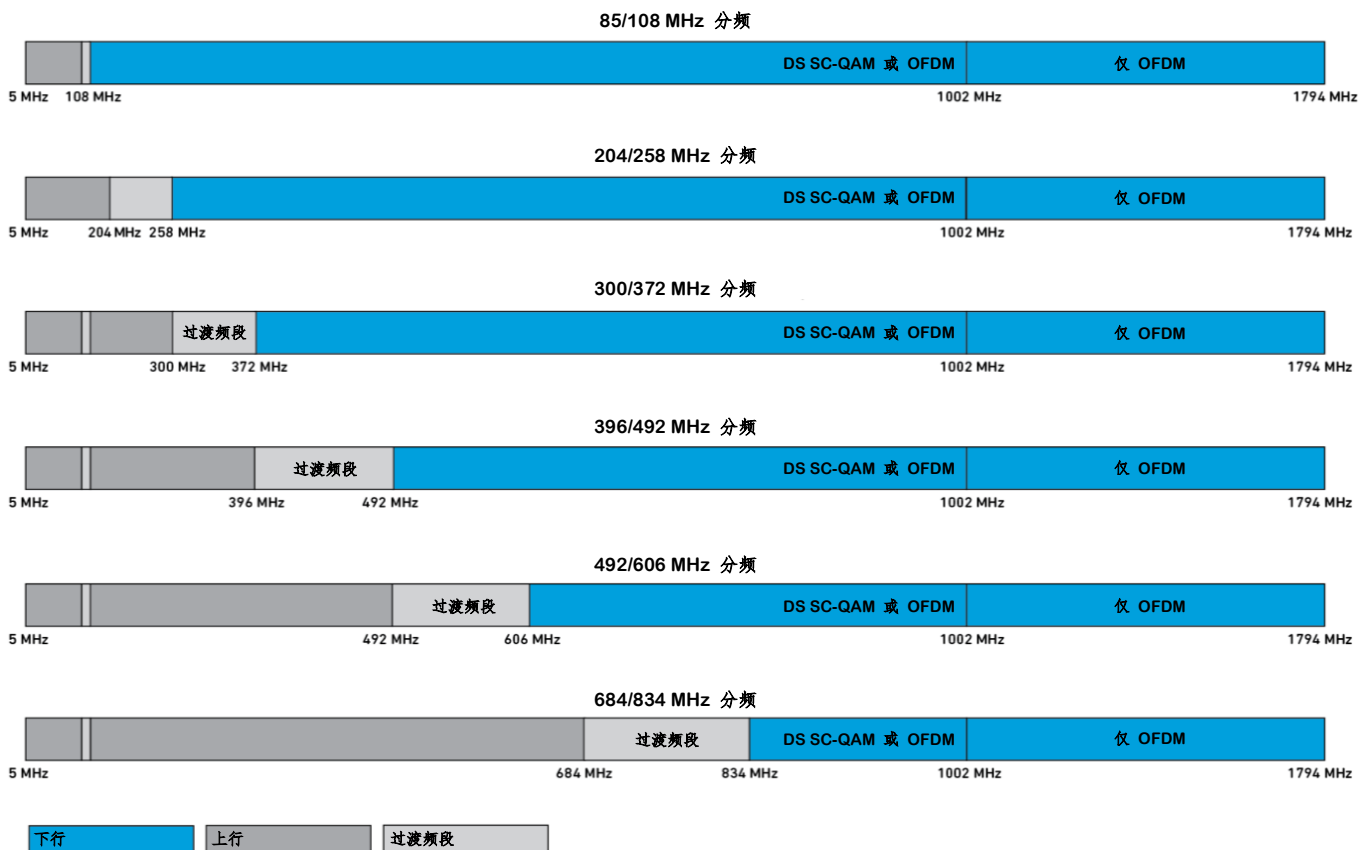 85/108 MHz 分频
DS SC-QAM 或 OFDM 仅 OFDM
5 MHz 108 MHz 1002 MHz 1794 MHz
204/258 MHz 分频
DS SC-QAM 或 OFDM 仅 OFDM
5 MHz 204 MHz 258 MHz 1002 MHz 1794 MHz
300/372 MHz 分频
过渡频段 DS SC-QAM 或 OFDM 仅 OFDM
5 MHz 300 MHz 372 MHz 1002 MHz 1794 MHz
396/492 MHz 分频
过渡频段 DS SC-QAM 或 OFDM 仅 OFDM
5 MHz 396 MHz 492 MHz 1002 MHz 1794 MHz
492/606 MHz 分频
过渡频段 DS SC-QAM 或 OFDM 仅 OFDM
5 MHz 492 MHz 606 MHz 1002 MHz 1794 MHz
684/834 MHz 分频
过渡频段 DS SC-QAM 或 OFDM 仅 OFDM
5 MHz 684 MHz 834 MHz 1002 MHz 1794 MHz
下行 上行 过渡频段